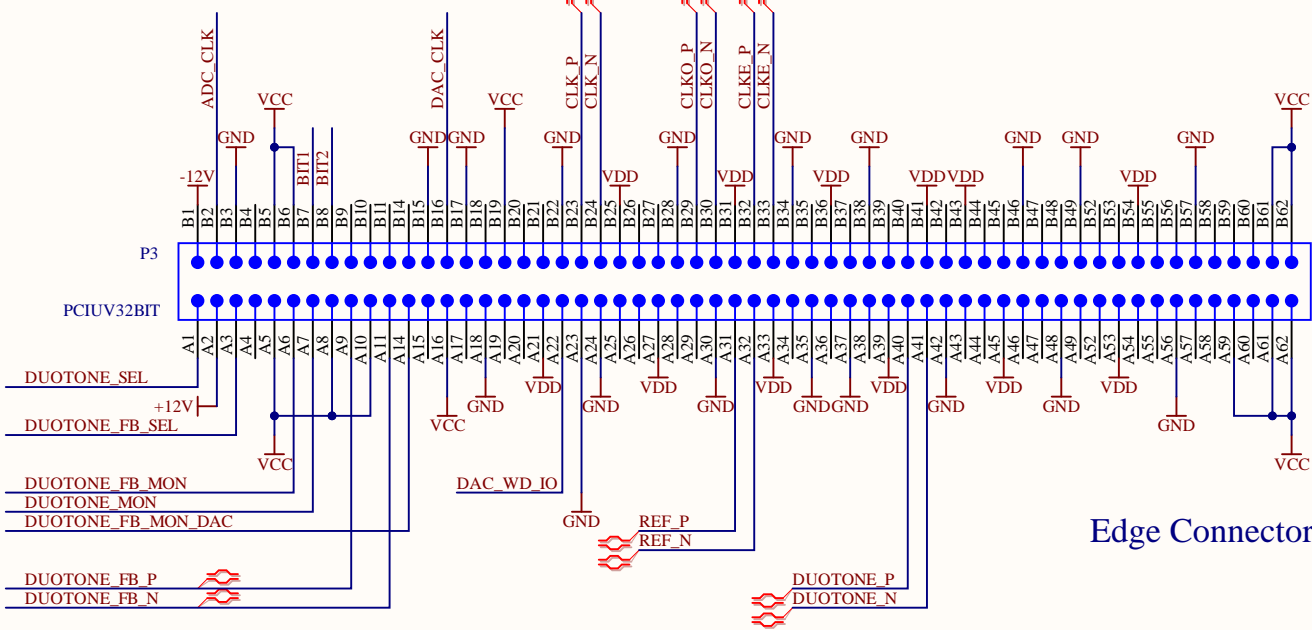 ADC_CLK
DAC_CLK
CLK_P
CLK_N
CLKO_P
CLKO_N
CLKE_P
CLKE_N
VCC
VCC
VCC
BIT1
BIT2
GND
GND
GND
GND
GND
GND
GND
GND
GND
GND
-12V
VDD
VDD
VDD
VDD
VDD
VDD
B1
B2
B3
B4
B5
B6
B7
B8
B9
B10
B11
B14
B15
B16
B17
B18
B19
B20
B21
B22
B23
B24
B25
B26
B27
B28
B29
B30
B31
B32
B33
B34
B35
B36
B37
B38
B39
B40
B41
B42
B43
B44
B45
B46
B47
B48
B49
B52
B53
B54
B55
B56
B57
B58
B59
B60
B61
B62
P3
PCIUV32BIT
A1
A2
A3
A4
A5
A6
A7
A8
A9
A10
A11
A14
A15
A16
A17
A18
A19
A20
A21
A22
A23
A24
A25
A26
A27
A28
A29
A30
A31
A32
A33
A34
A35
A36
A37
A38
A39
A40
A41
A42
A43
A44
A45
A46
A47
A48
A49
A52
A53
A54
A55
A56
A57
A58
A59
A60
A61
A62
DUOTONE_SEL
VDD
VDD
VDD
VDD
VDD
VDD
+12V
GND
GND
GND
GND
GND
GND
GND
DUOTONE_FB_SEL
VCC
GND
VCC
VCC
DUOTONE_FB_MON
DAC_WD_IO
DUOTONE_MON
DUOTONE_FB_MON_DAC
GND
REF_P
REF_N
Edge Connector
DUOTONE_FB_P
DUOTONE_FB_N
DUOTONE_P
DUOTONE_N